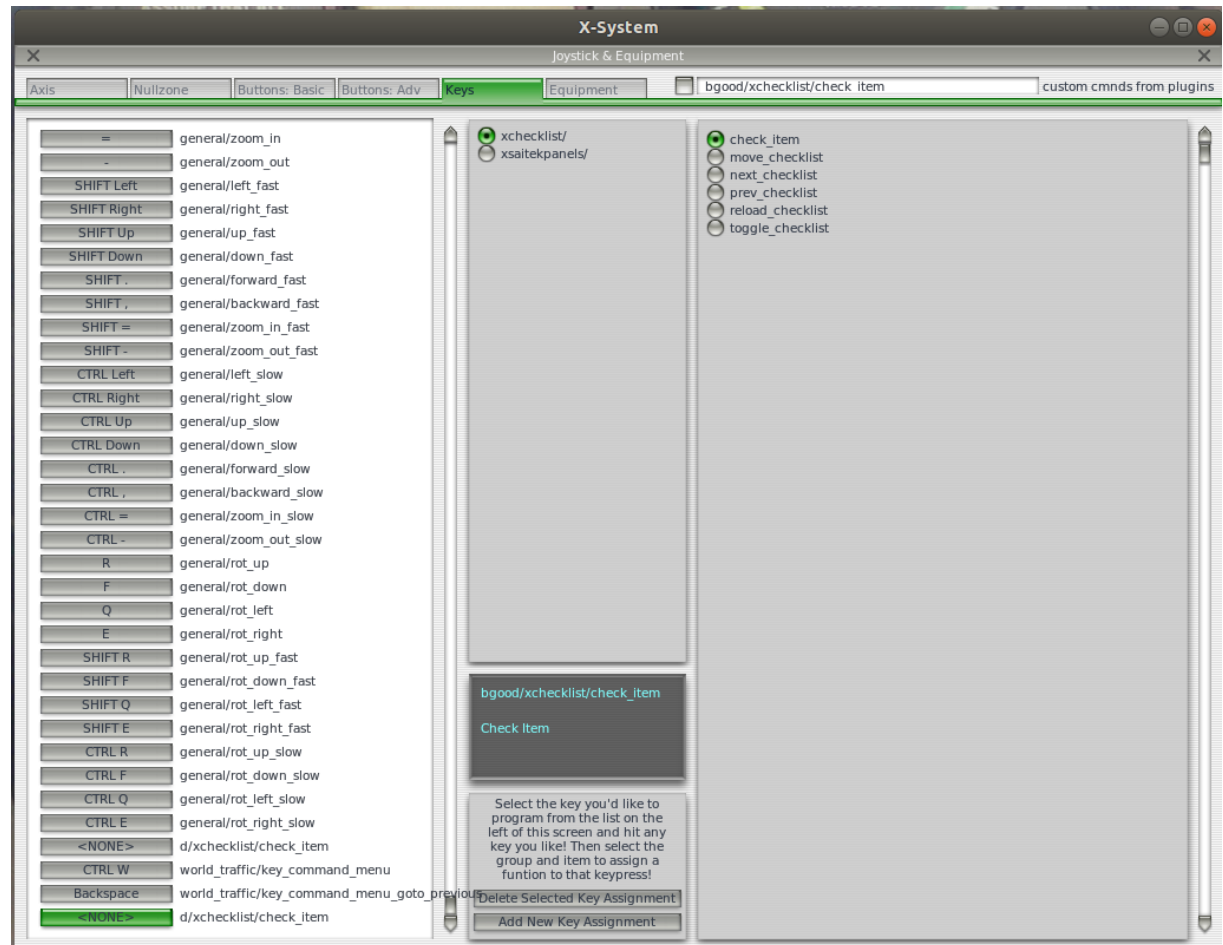 X-System
Joystick & Equipment
Axis
Nullzone
Buttons: Basic
Buttons: Adv
Keys
Equipment
bgood/xchecklist/check_item
custom cmnds from plugins
= general/zoom_in
- general/zoom_out
SHIFT Left general/left_fast
SHIFT Right general/right_fast
SHIFT Up general/up_fast
SHIFT Down general/down_fast
SHIFT . general/forward_fast
SHIFT , general/backward_fast
SHIFT = general/zoom_in_fast
SHIFT - general/zoom_out_fast
CTRL Left general/left_slow
CTRL Right general/right_slow
CTRL Up general/up_slow
CTRL Down general/down_slow
CTRL . general/forward_slow
CTRL , general/backward_slow
CTRL = general/zoom_in_slow
CTRL - general/zoom_out_slow
R general/rot_up
F general/rot_down
Q general/rot_left
E general/rot_right
SHIFT R general/rot_up_fast
SHIFT F general/rot_down_fast
SHIFT Q general/rot_left_fast
SHIFT E general/rot_right_fast
CTRL R general/rot_up_slow
CTRL F general/rot_down_slow
CTRL Q general/rot_left_slow
CTRL E general/rot_right_slow
<NONE> d/xchecklist/check_item
CTRL W world_traffic/key_command_menu
Backspace world_traffic/key_command_menu_goto_previous
<NONE> d/xchecklist/check_item
xchecklist/
xsaitekpanels/
bgood/xchecklist/check_item
Check Item
Select the key you'd like to
program from the list on the
left of this screen and hit any
key you like! Then select the
group and item to assign a
funtion to that keypress!
Delete Selected Key Assignment
Add New Key Assignment
check_item
move_checklist
next_checklist
prev_checklist
reload_checklist
toggle_checklist